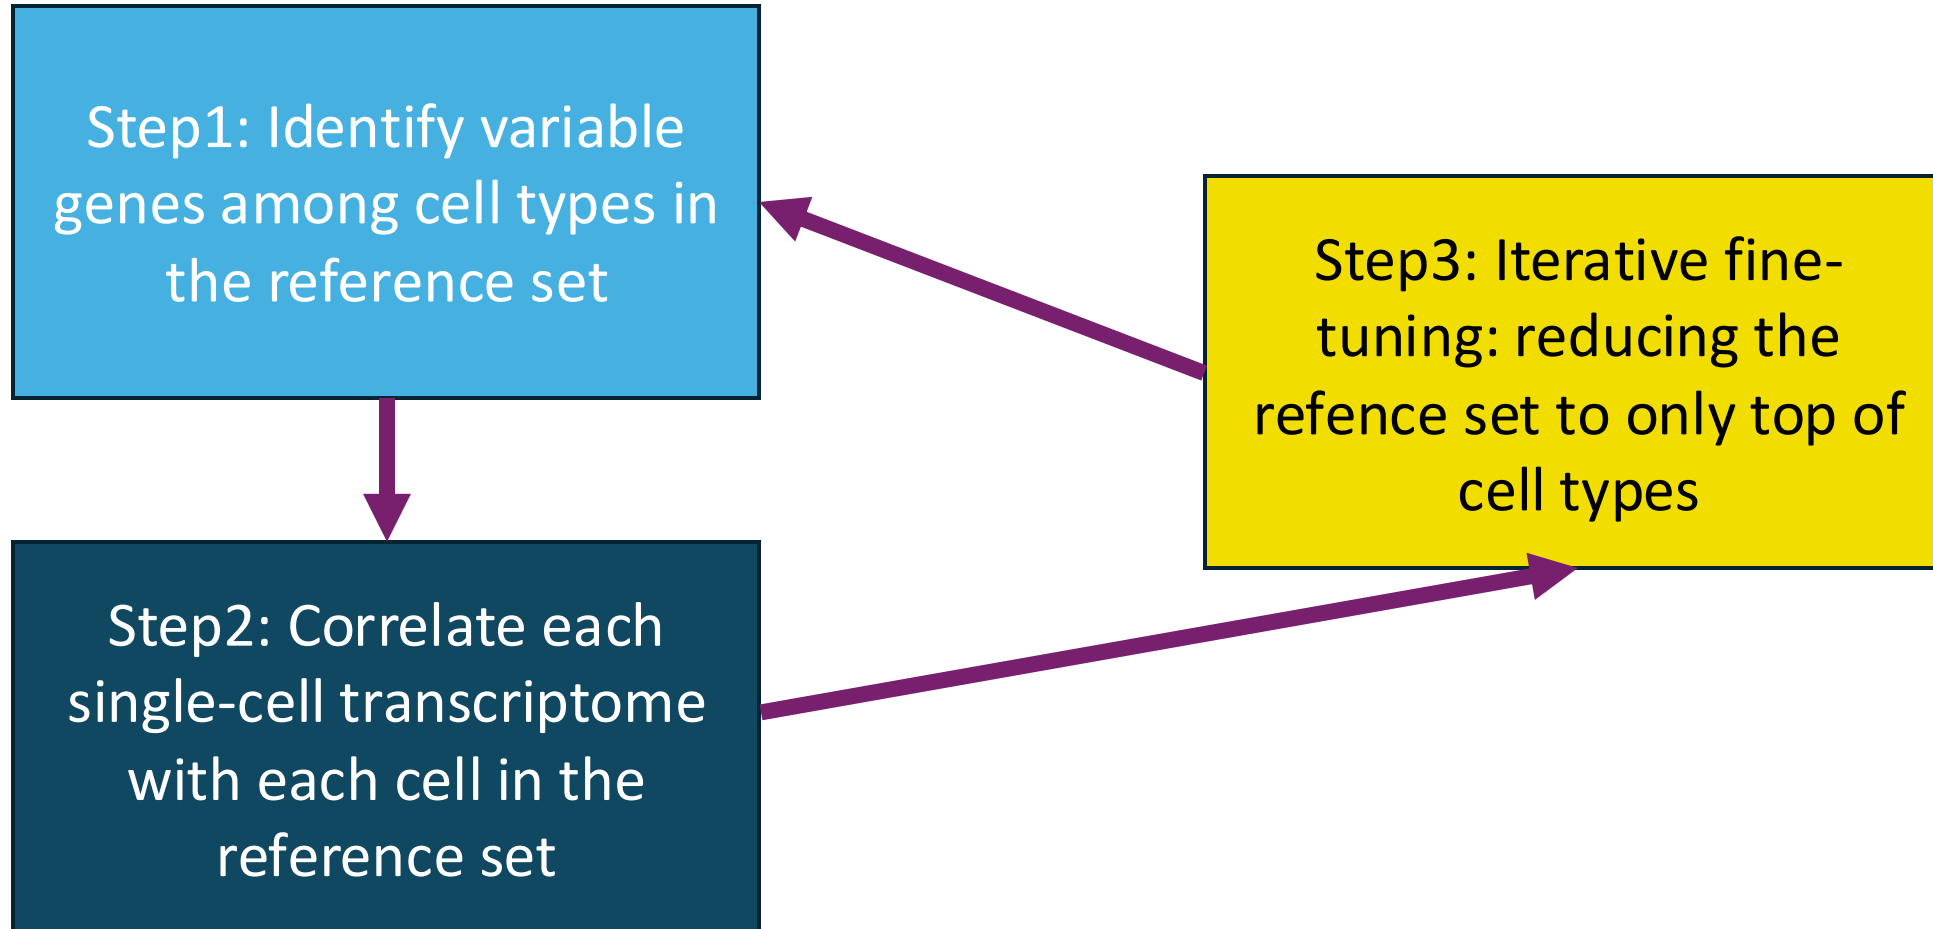 Step1: Identify variable
genes among cell types in
the reference set
Step2: Correlate each
single-cell transcriptome
with each cell in the
reference set
Step3: Iterative fine-
tuning: reducing the
refence set to only top of
cell types